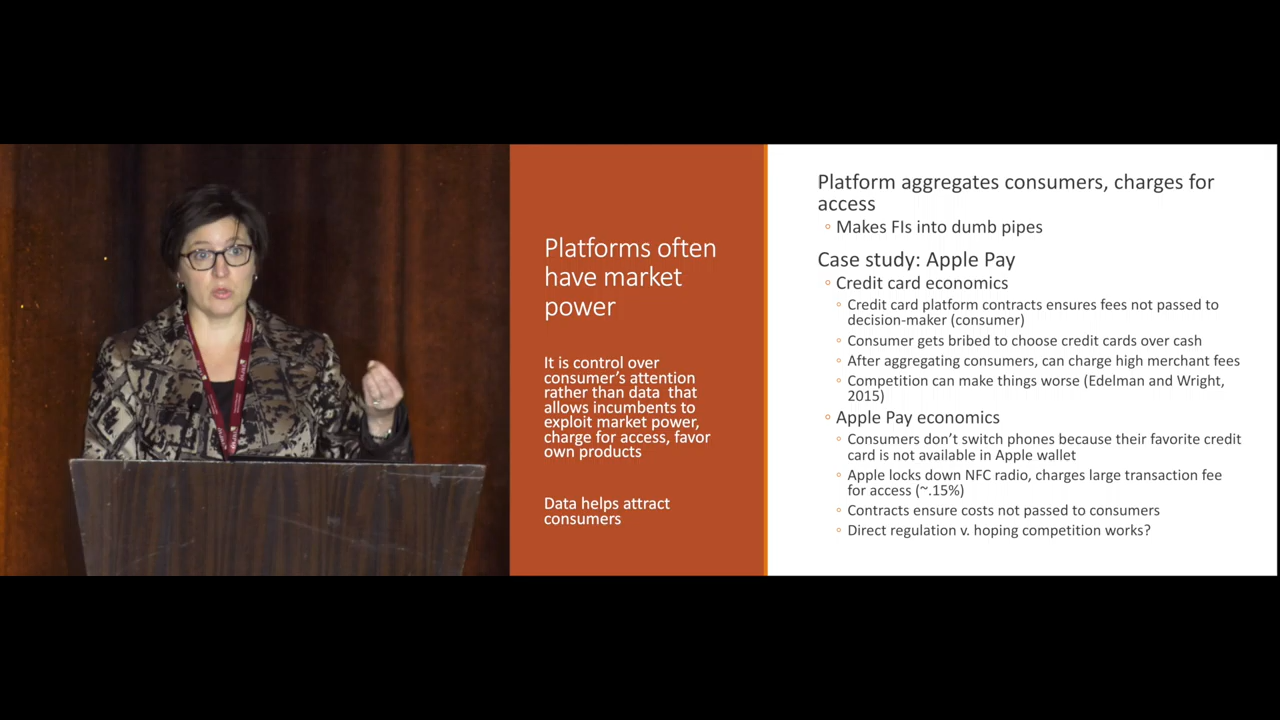 Platforms often
have market
power
It is control over
consumer's attention
rather than data that
allows incumbents to
exploit market power,
charge for access, favor
own products
Data helps attract
consumers
Platform aggregates consumers, charges for
access
◦ Makes FIs into dumb pipes
Case study: Apple Pay
◦ Credit card economics
◦ Credit card platform contracts ensures fees not passed to
decision-maker (consumer)
◦ Consumer gets bribed to choose credit cards over cash
◦ After aggregating consumers, can charge high merchant fees
◦ Competition can make things worse (Edelman and Wright,
2015)
◦ Apple Pay economics
◦ Consumers don't switch phones because their favorite credit
card is not available in Apple wallet
◦ Apple locks down NFC radio, charges large transaction fee
for access (~.15%)
◦ Contracts ensure costs not passed to consumers
◦ Direct regulation v. hoping competition works?